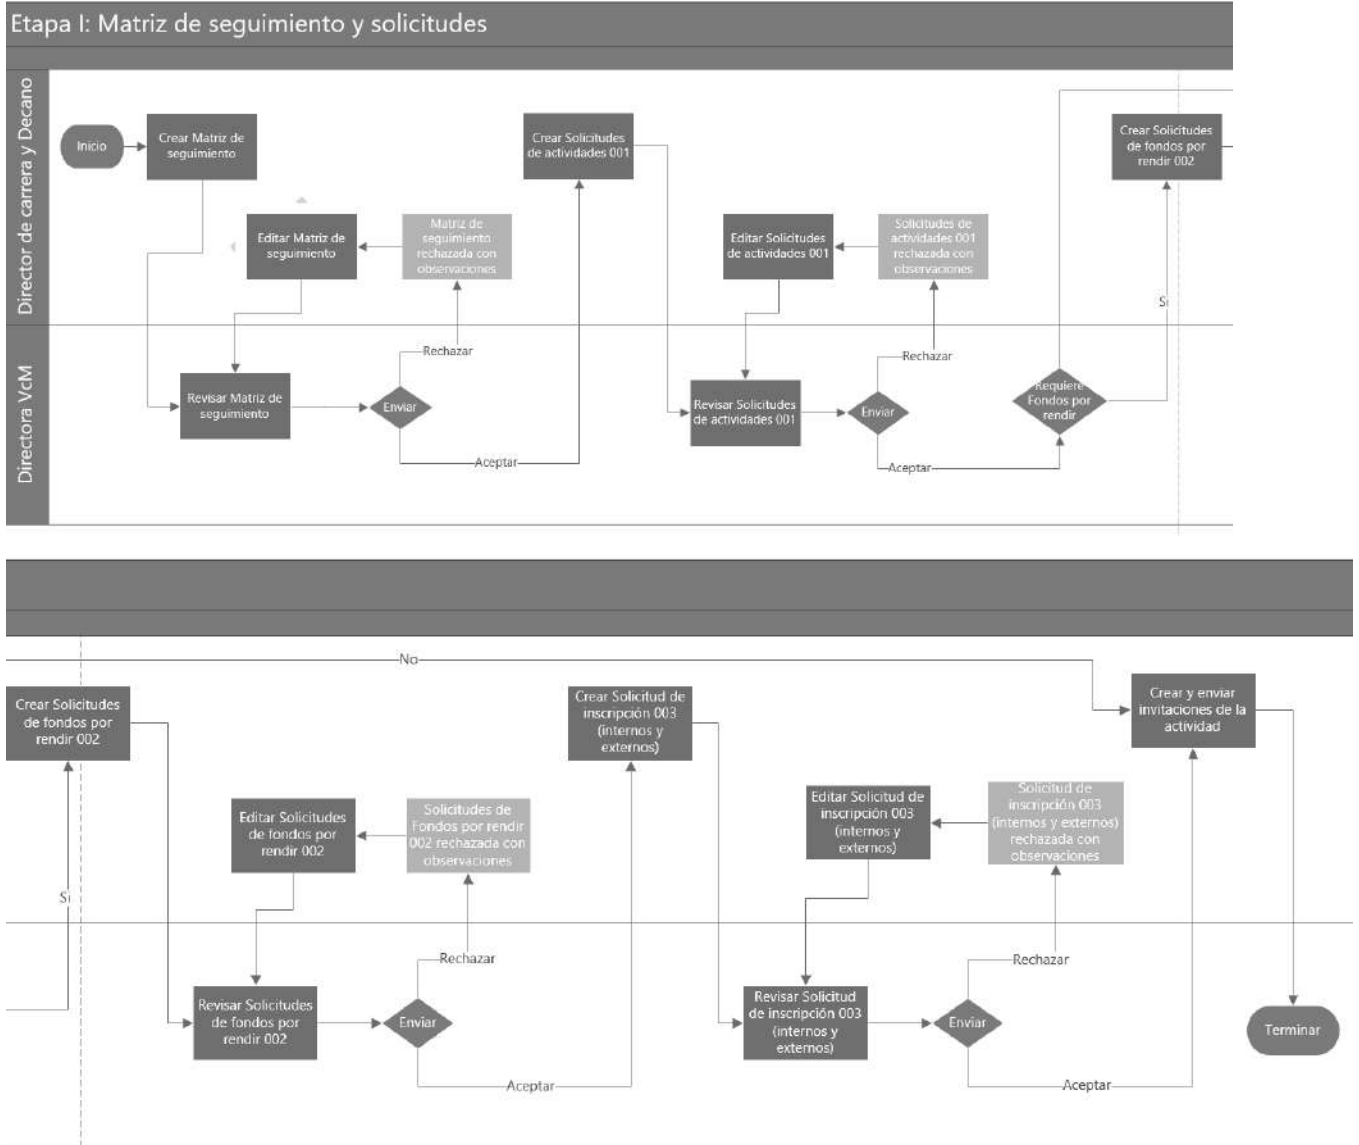 Etapa I: Matriz de seguimiento y solicitudes
Director de carrera y Decano
Inicio
Crear Matriz de
seguimiento
Editar Matriz de
seguimiento
Matriz de
seguimiento
rechazada con
observaciones
Crear Solicitudes
de actividades 001
Editar Solicitudes
de actividades 001
Solicitudes de
actividades 001
rechazada con
observaciones
Crear Solicitudes
de fondos por
rendir 002
Si
Directora VcM
Revisar Matriz de
seguimiento
Enviar
Rechazar
Aceptar
Revisar Solicitudes
de actividades 001
Enviar
Rechazar
Aceptar
Requiere
Fondos por
rendir
No
Crear Solicitudes
de fondos por
rendir 002
Si
Editar Solicitudes
de fondos por
rendir 002
Solicitudes de
Fondos por rendir
002 rechazada con
observaciones
Crear Solicitud de
inscripción 003
(internos y
externos)
Editar Solicitud de
inscripción 003
(internos y
externos)
Solicitud de
inscripción 003
(internos y externos)
rechazada con
observaciones
Crear y enviar
invitaciones de la
actividad
Revisar Solicitudes
de fondos por
rendir 002
Enviar
Rechazar
Aceptar
Revisar Solicitud
de inscripción 003
(internos y
externos)
Enviar
Rechazar
Aceptar
Terminar